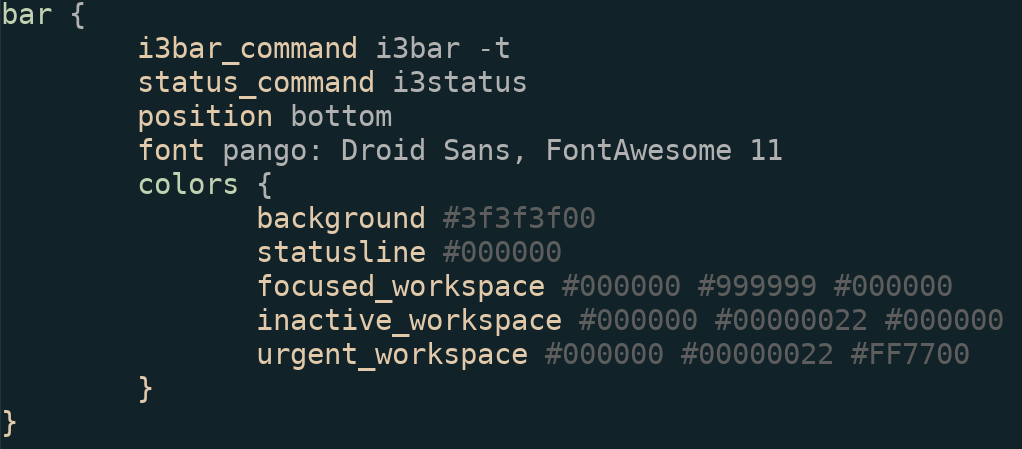 bar {
        i3bar_command i3bar -t
        status_command i3status
        position bottom
        font pango: Droid Sans, FontAwesome 11
        colors {
               background #3f3f3f00
               statusline #000000
               focused_workspace #000000 #999999 #000000
               inactive_workspace #000000 #00000022 #000000
               urgent_workspace #000000 #00000022 #FF7700
        }
}